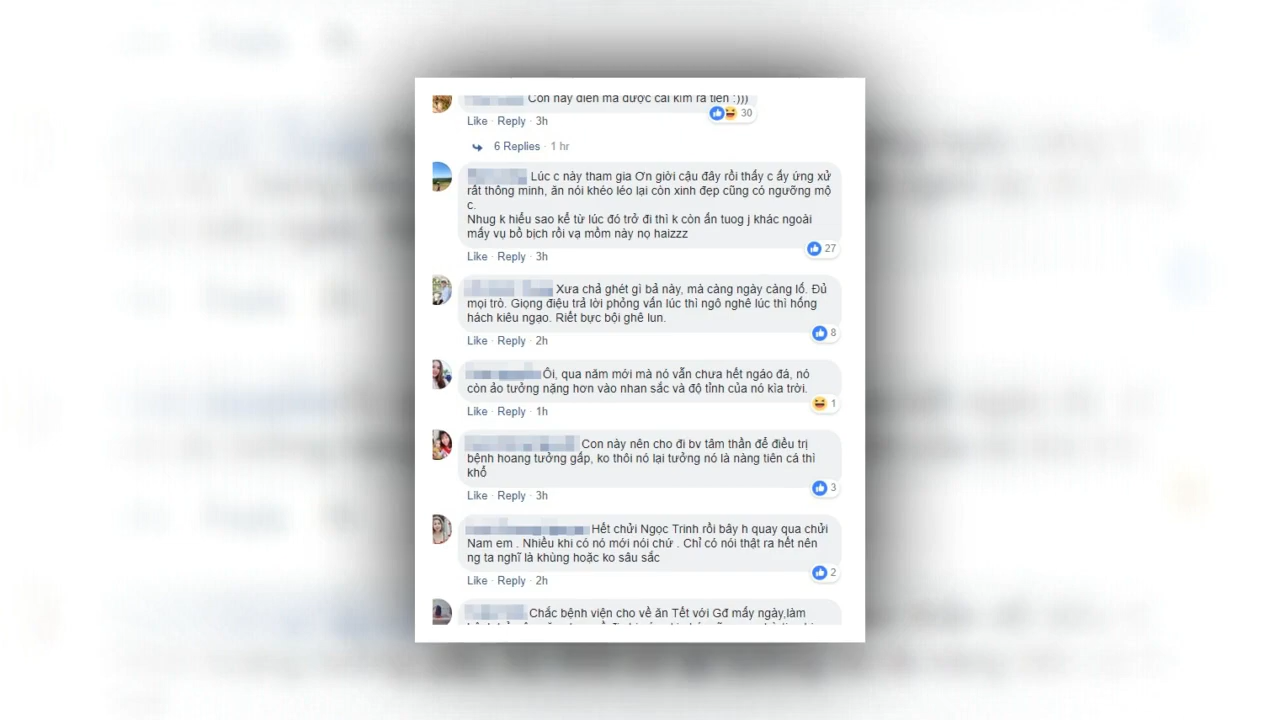 Con này điên mà được cái kiếm ra tiền :)))
30
Like · Reply · 3h
6 Replies · 1 hr
Lúc c này tham gia Ơn giời cậu đây rồi thấy c ấy ứng xử
rất thông minh, ăn nói khéo léo lại còn xinh đẹp cũng có ngưỡng mộ
c.
Nhug k hiểu sao kể từ lúc đó trở đi thì k còn ấn tuog j khác ngoài
mấy vụ bồ bịch rồi vạ mồm này nọ haizzz
27
Like · Reply · 3h
Xưa chả ghét gì bả này, mà càng ngày càng lố. Đủ
mọi trò. Giọng điệu trả lời phỏng vấn lúc thì ngô nghê lúc thì hống
hách kiêu ngạo. Riết bực bội ghê lun.
8
Like · Reply · 2h
Ôi, qua năm mới mà nó vẫn chưa hết ngáo đá, nó
còn ảo tưởng nặng hơn vào nhan sắc và độ tỉnh của nó kìa trời.
1
Like · Reply · 1h
Con này nên cho đi bv tâm thần để điều trị
bệnh hoang tưởng gấp, ko thôi nó lại tưởng nó là nàng tiên cá thì
khổ
3
Like · Reply · 3h
Hết chửi Ngọc Trinh rồi bây h quay qua chửi
Nam em . Nhiều khi có nó mới nói chứ . Chỉ có nói thật ra hết nên
ng ta nghĩ là khùng hoặc ko sâu sắc
2
Like · Reply · 2h
Chắc bệnh viện cho về ăn Tết với Gđ mấy ngày,làm